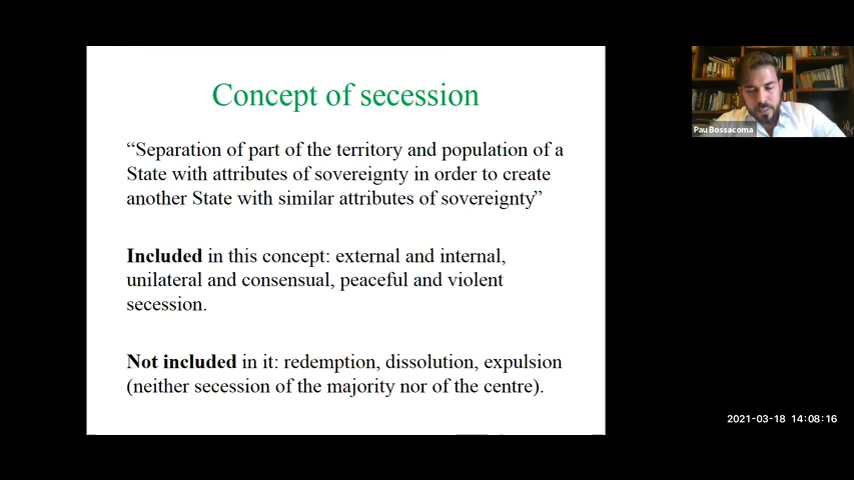 Concept of secession
“Separation of part of the territory and population of a
State with attributes of sovereignty in order to create
another State with similar attributes of sovereignty”
Included in this concept: external and internal,
unilateral and consensual, peaceful and violent
secession.
Not included in it: redemption, dissolution, expulsion
(neither secession of the majority nor of the centre).
Pau Bossacoma
2021-03-18 14:08:16